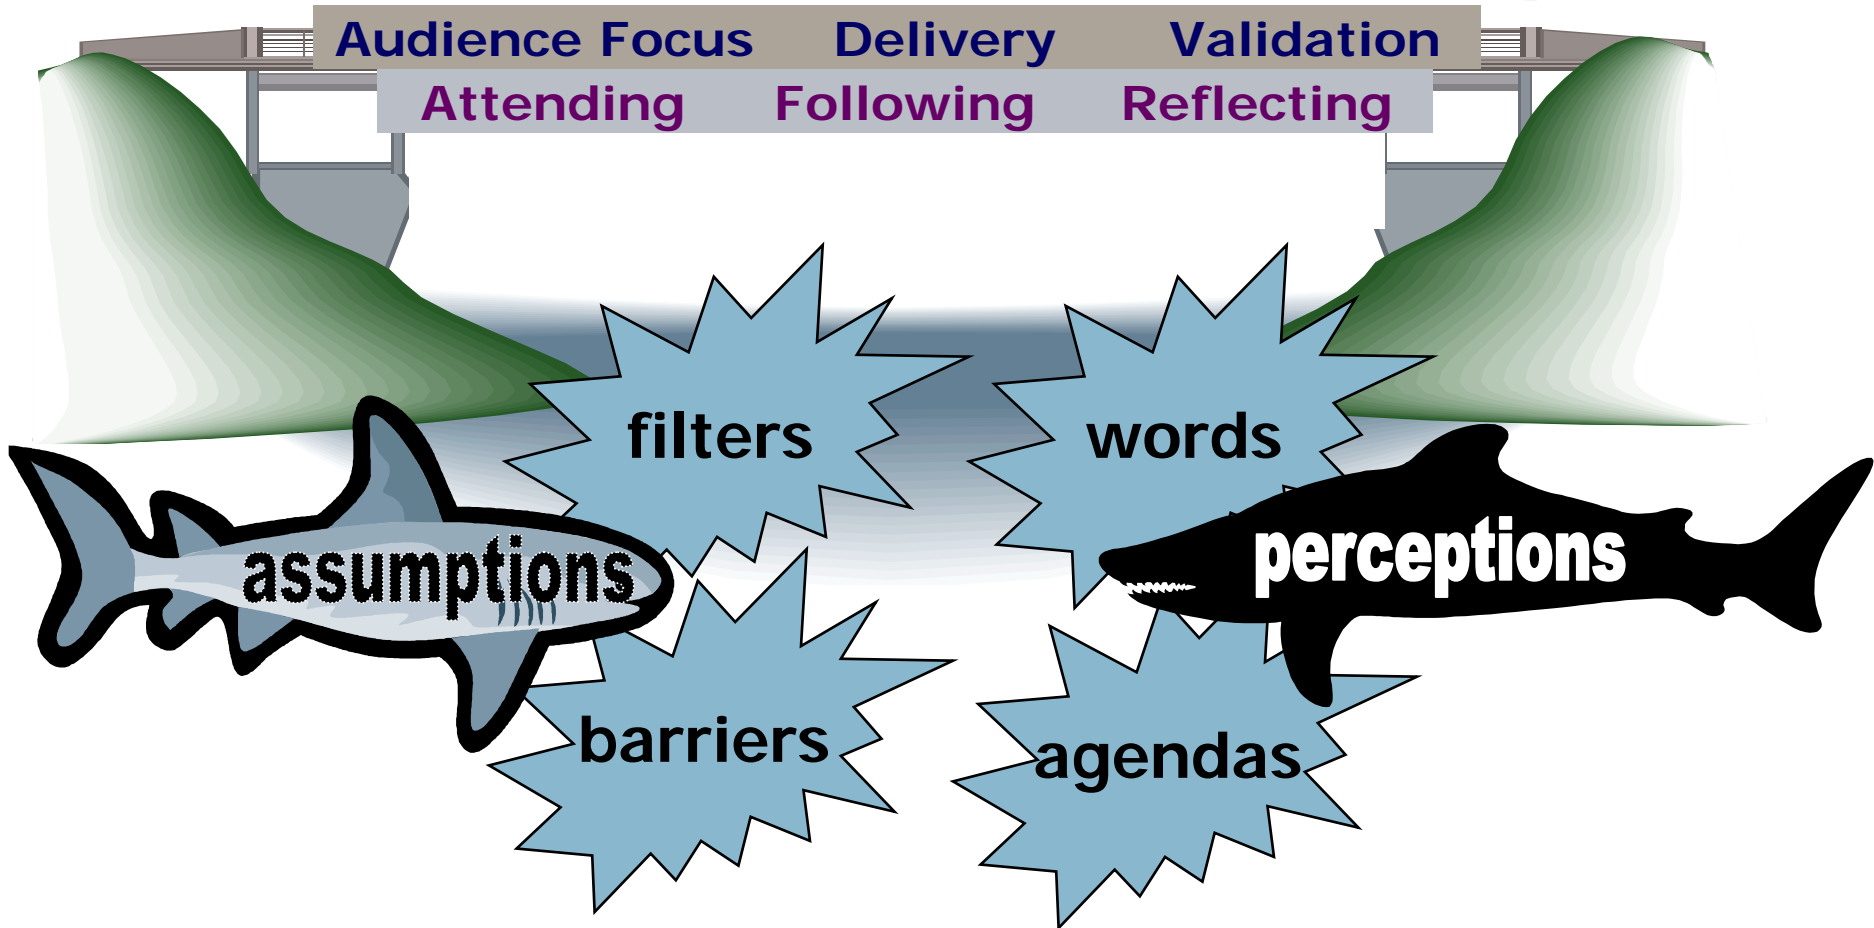 Audience Focus Delivery Validation
Attending Following Reflecting
filters words
assumptions perceptions
barriers agendas